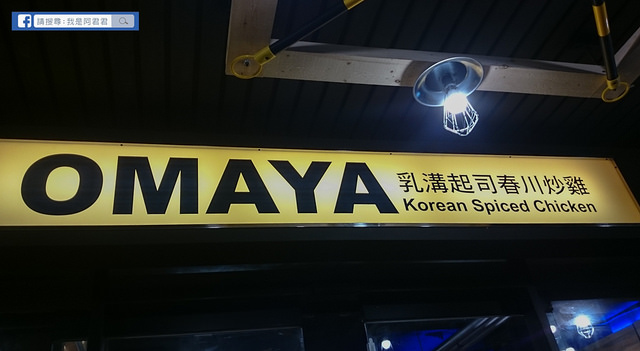 請搜尋：我是阿君君
OMAYA
乳溝起司春川炒雞
Korean Spiced Chicken